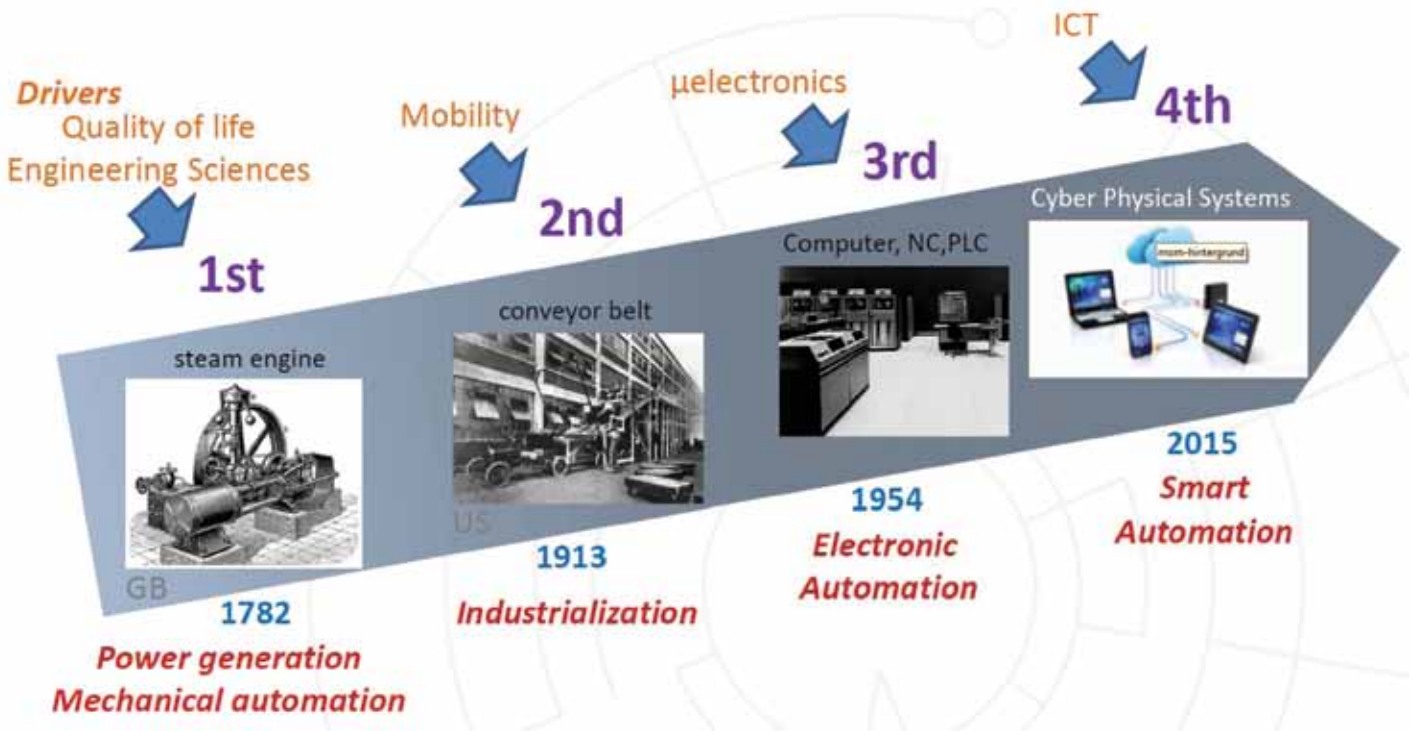 Drivers
Quality of life
Engineering Sciences
1st
steam engine
GB
1782
Power generation
Mechanical automation
Mobility
2nd
conveyor belt
US
1913
Industrialization
µelectronics
3rd
Computer, NC,PLC
1954
Electronic
Automation
ICT
4th
Cyber Physical Systems
msm-hintergrund
2015
Smart
Automation